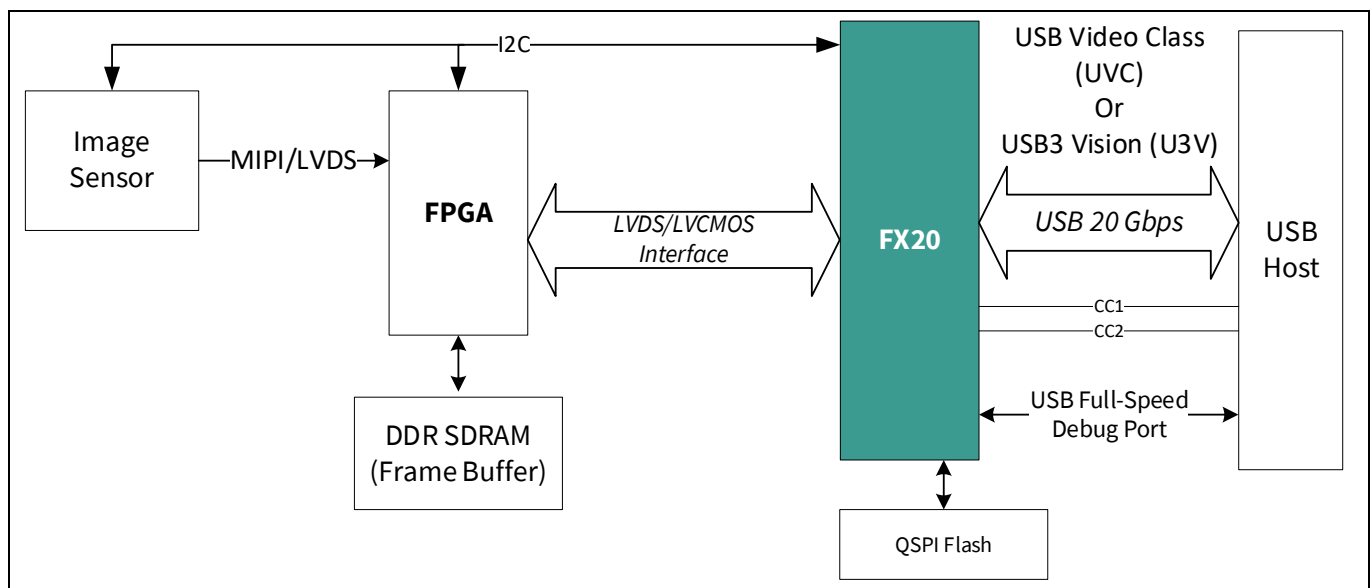 I2C
USB Video Class
(UVC)
Or
USB3 Vision (U3V)
Image
Sensor
MIPI/LVDS
FPGA
LVDS/LVCMOS
Interface
FX20
USB 20 Gbps
USB
Host
CC1
CC2
USB Full-Speed
Debug Port
DDR SDRAM
(Frame Buffer)
QSPI Flash